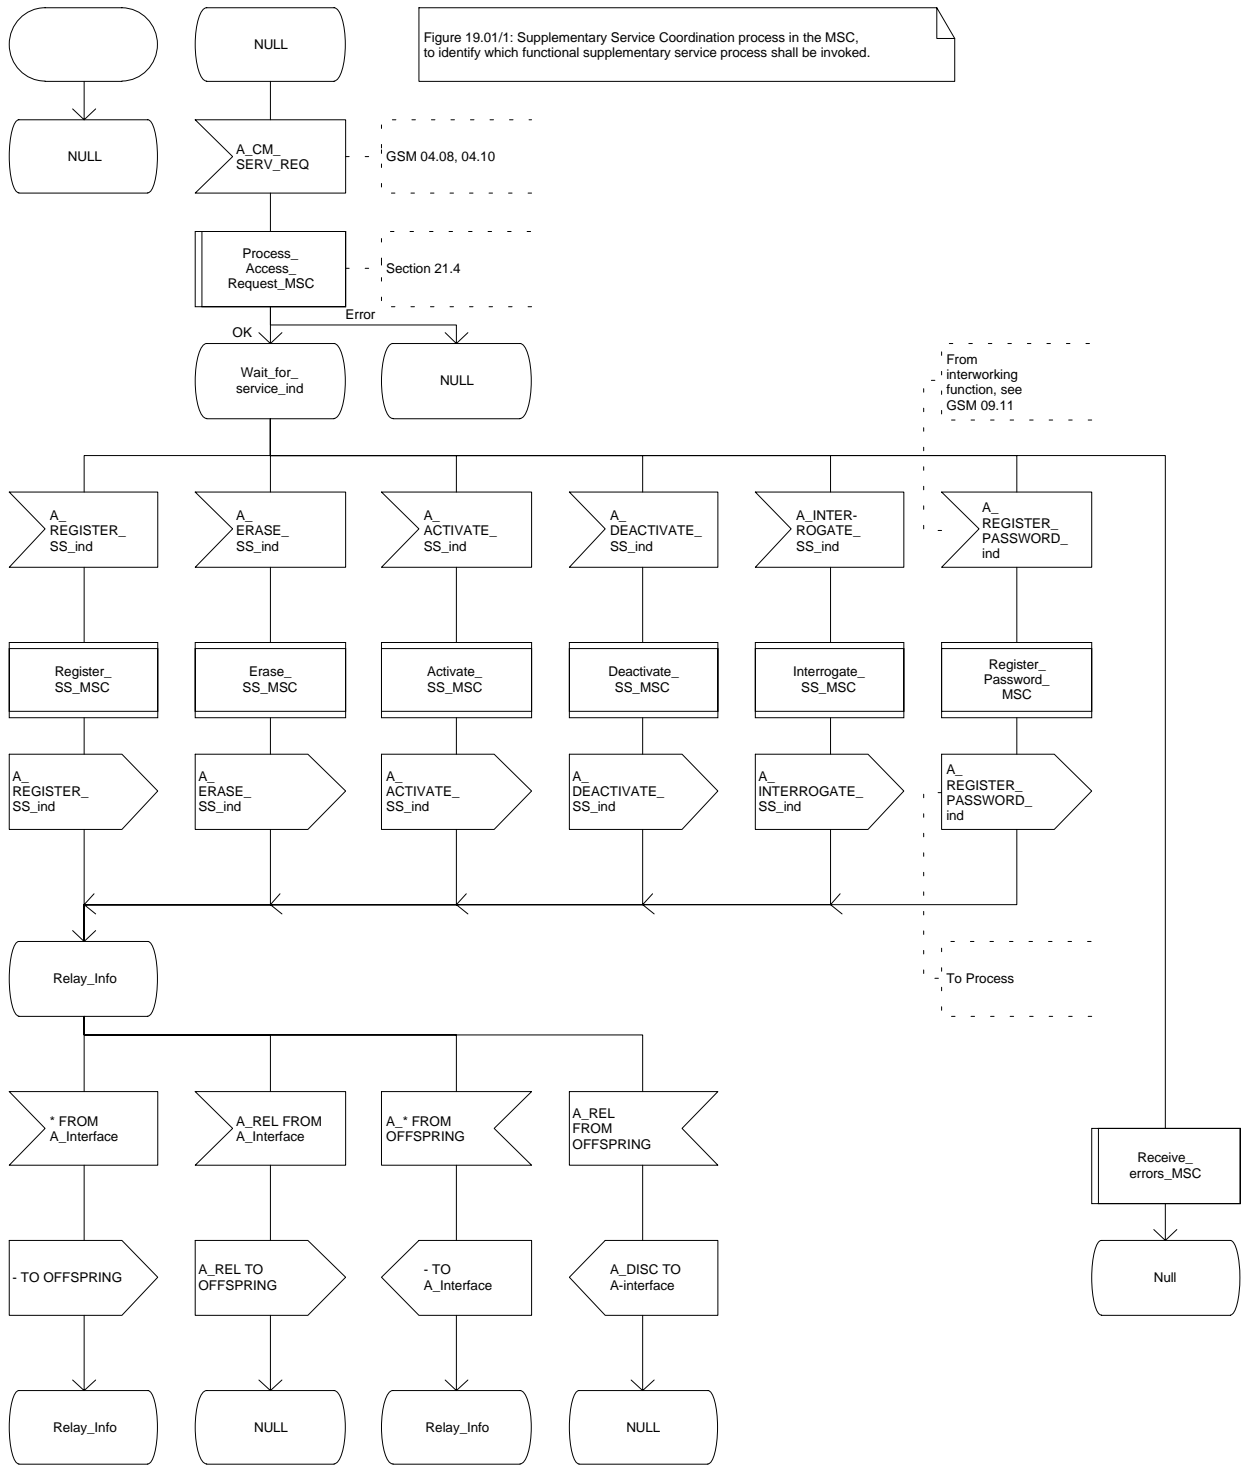 NULL
Figure 19.01/1: Supplementary Service Coordination process in the MSC,
to identify which functional supplementary service process shall be invoked.
NULL
A_CM_
SERV_REQ
GSM 04.08, 04.10
Process_
Access_
Request_MSC
Section 21.4
Error
OK
Wait_for_
service_ind
NULL
From
interworking
function, see
GSM 09.11
A_
REGISTER_
SS_ind
A_
ERASE_
SS_ind
A_
ACTIVATE_
SS_ind
A_
DEACTIVATE_
SS_ind
A_INTER-
ROGATE_
SS_ind
A_
REGISTER_
PASSWORD_
ind
Register_
SS_MSC
Erase_
SS_MSC
Activate_
SS_MSC
Deactivate_
SS_MSC
Interrogate_
SS_MSC
Register_
Password_
MSC
A_
REGISTER_
SS_ind
A_
ERASE_
SS_ind
A_
ACTIVATE_
SS_ind
A_
DEACTIVATE_
SS_ind
A_
INTERROGATE_
SS_ind
A_
REGISTER_
PASSWORD_
ind
Relay_Info
To Process
* FROM
A_Interface
A_REL FROM
A_Interface
A_* FROM
OFFSPRING
A_REL
FROM
OFFSPRING
Receive_
errors_MSC
- TO OFFSPRING
A_REL TO
OFFSPRING
- TO
A_Interface
A_DISC TO
A-interface
Null
Relay_Info
NULL
Relay_Info
NULL